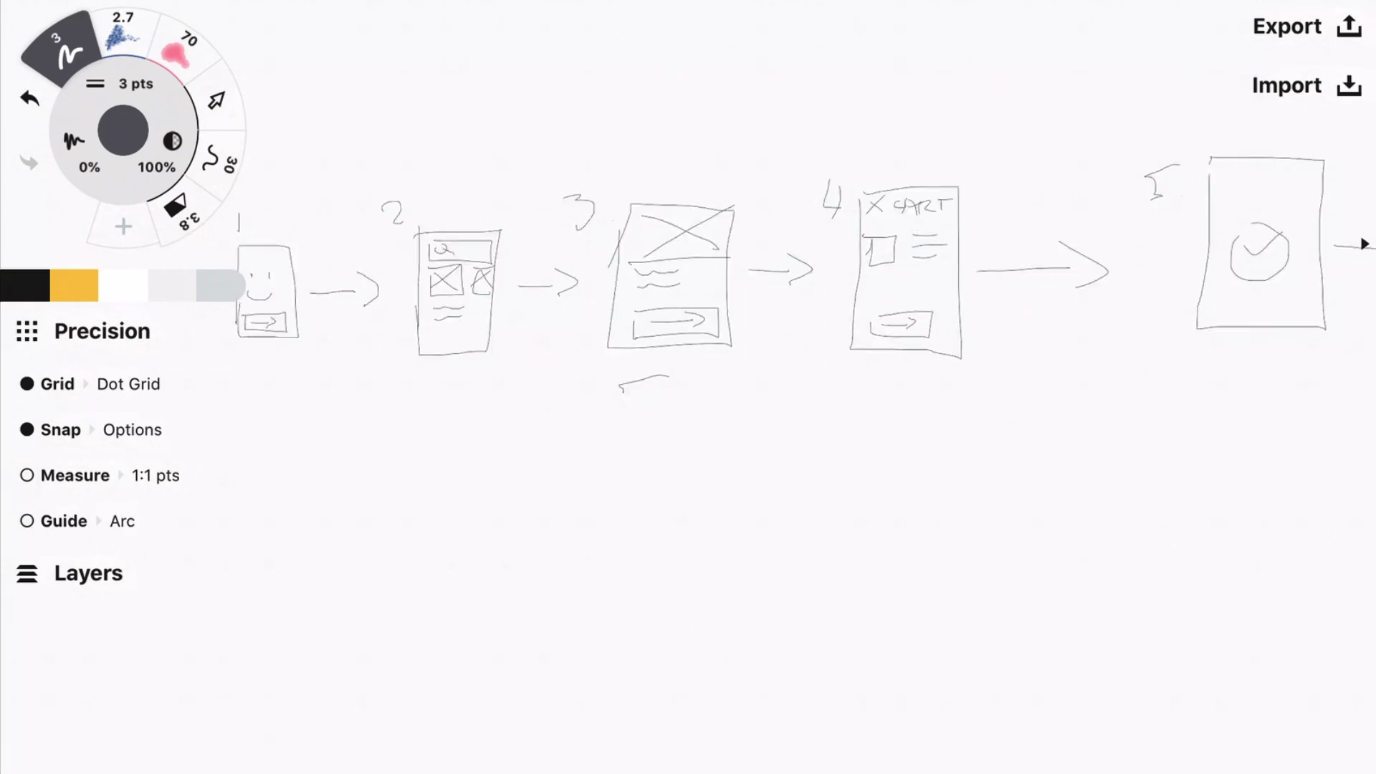 2.7
3
70
3 pts
30
0%
100%
3.8
Export
Import
1
2
3
4
5
X CART
Precision
Grid Dot Grid
Snap Options
Measure 1:1 pts
Guide Arc
Layers